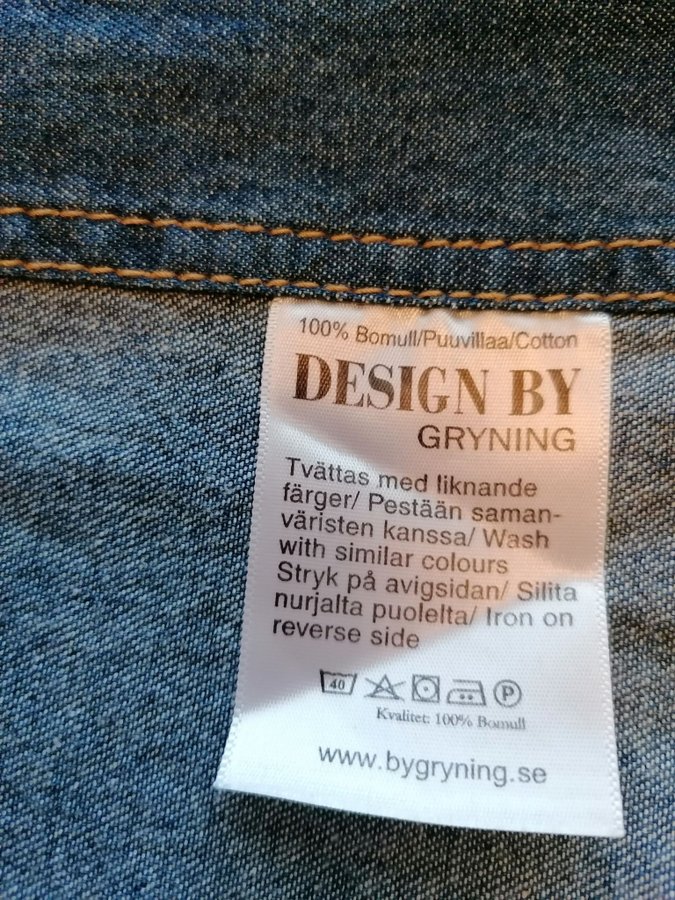 100% Bomull/Puuvillaa/Cotton
DESIGN BY
GRYNING
Tvättas med liknande
färger/ Pestään saman-
väristen kanssa/ Wash
with similar colours
Stryk på avigsidan/ Silita
nurjalta puolelta/ Iron on
reverse side
40 P
Kvalitet: 100% Bomull
www.bygryning.se